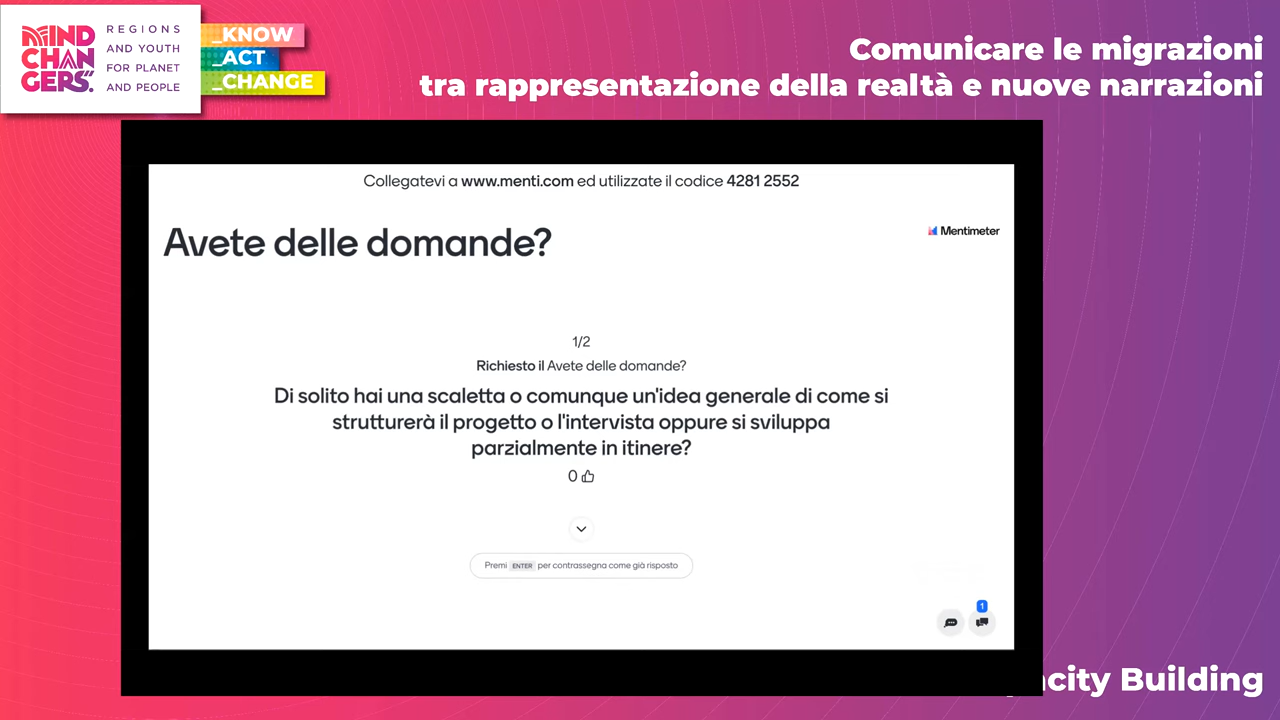 MIND
CHAN
GERS
REGIONS
AND YOUTH
FOR PLANET
AND PEOPLE
_KNOW
_ACT
_CHANGE
Comunicare le migrazioni
tra rappresentazione della realtà e nuove narrazioni
Collegatevi a www.menti.com ed utilizzate il codice 4281 2552
Avete delle domande?
Mentimeter
1/2
Richiesto il Avete delle domande?
Di solito hai una scaletta o comunque un'idea generale di come si
strutturerà il progetto o l'intervista oppure si sviluppa
parzialmente in itinere?
0
Premi ENTER per contrassegna come già risposto
1
Building